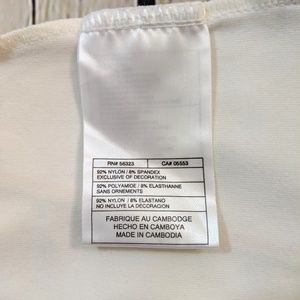 RN# 56323 CA# 05553
92% NYLON / 8% SPANDEX
EXCLUSIVE OF DECORATION
92% POLYAMIDE / 8% ELASTHANNE
SANS ORNEMENTS
92% NYLON / 8% ELASTANO
NO INCLUYE LA DECORACIÓN
FABRIQUE AU CAMBODGE
HECHO EN CAMBOYA
MADE IN CAMBODIA